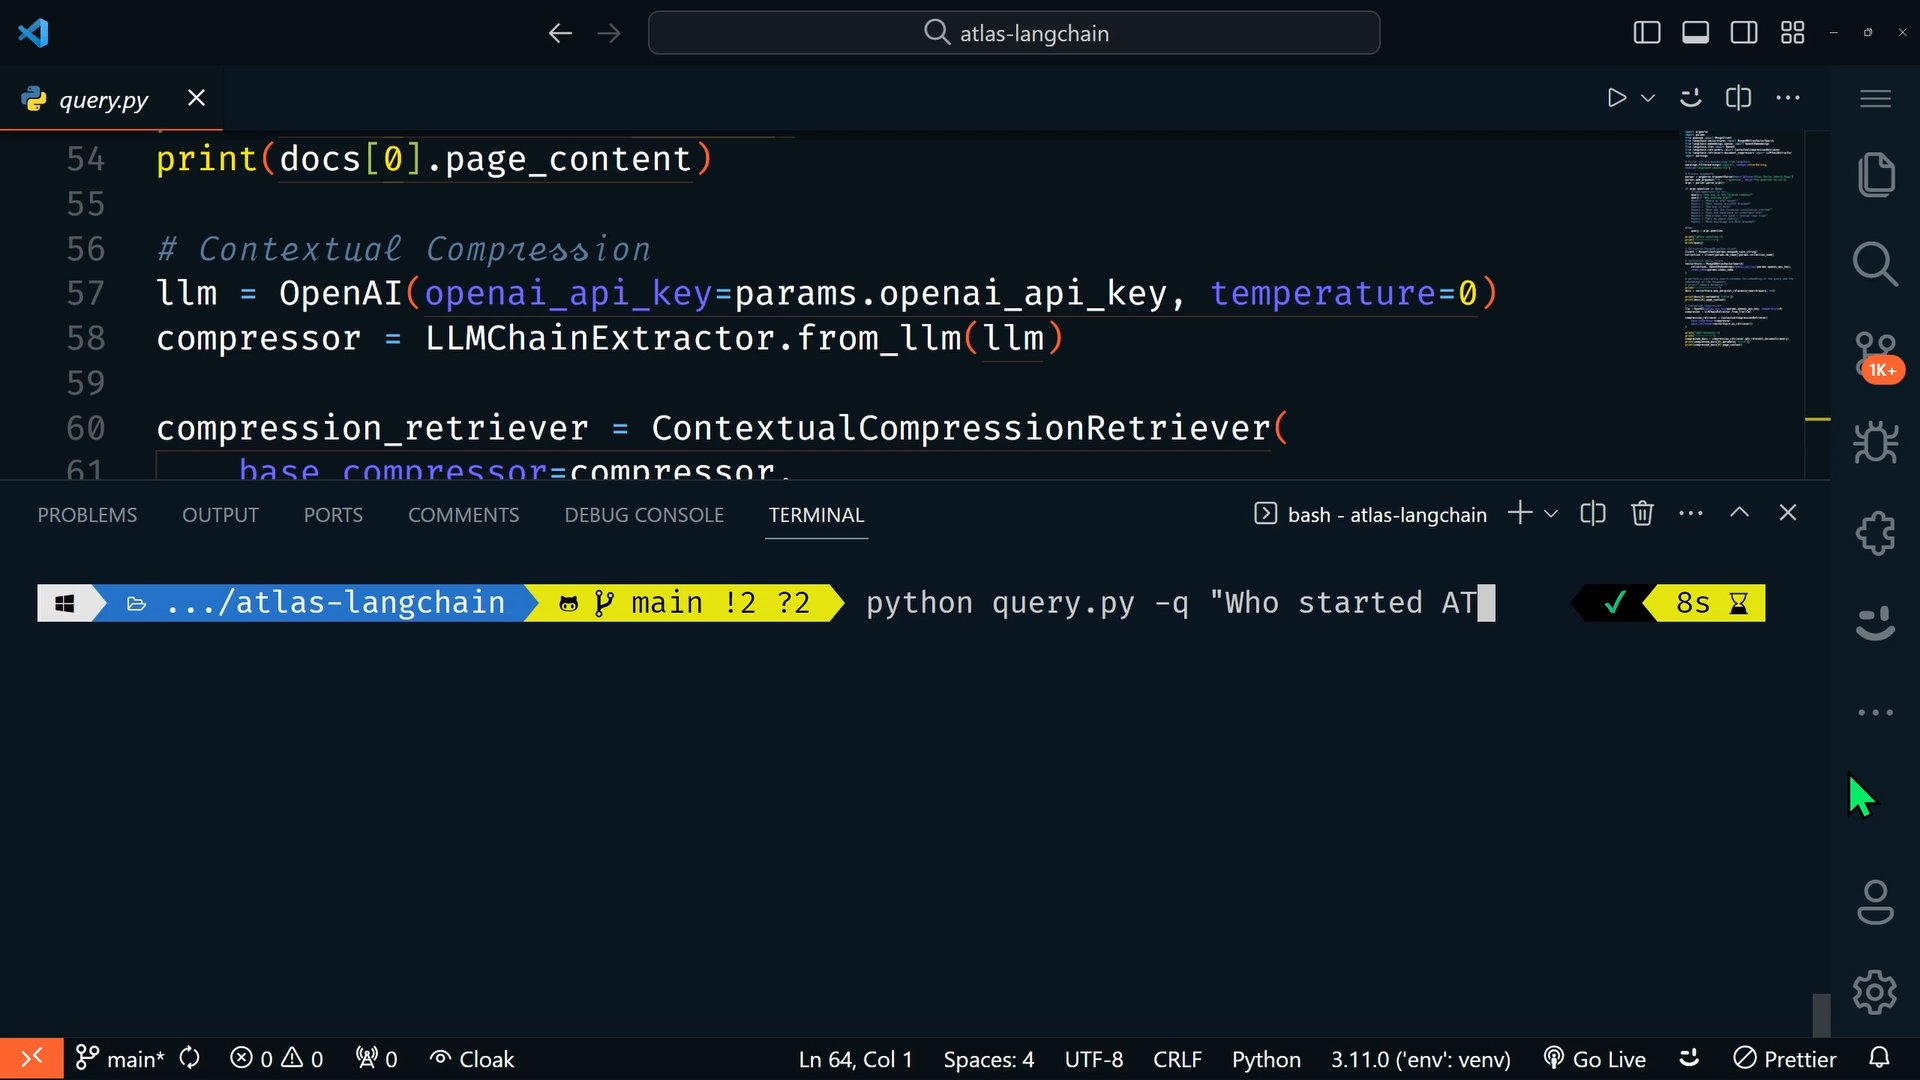 atlas-langchain
query.py
54 print(docs[0].page_content)
55
56 # Contextual Compression
57 llm = OpenAI(openai_api_key=params.openai_api_key, temperature=0)
58 compressor = LLMChainExtractor.from_llm(llm)
59
60 compression_retriever = ContextualCompressionRetriever(
61 base_compressor=compressor,
1K+
PROBLEMS OUTPUT PORTS COMMENTS DEBUG CONSOLE TERMINAL bash - atlas-langchain
.../atlas-langchain main !2 ?2 python query.py -q "Who started AT 8s
main* 0 0 0 Cloak Ln 64, Col 1 Spaces: 4 UTF-8 CRLF Python 3.11.0 ('env': venv) Go Live Prettier